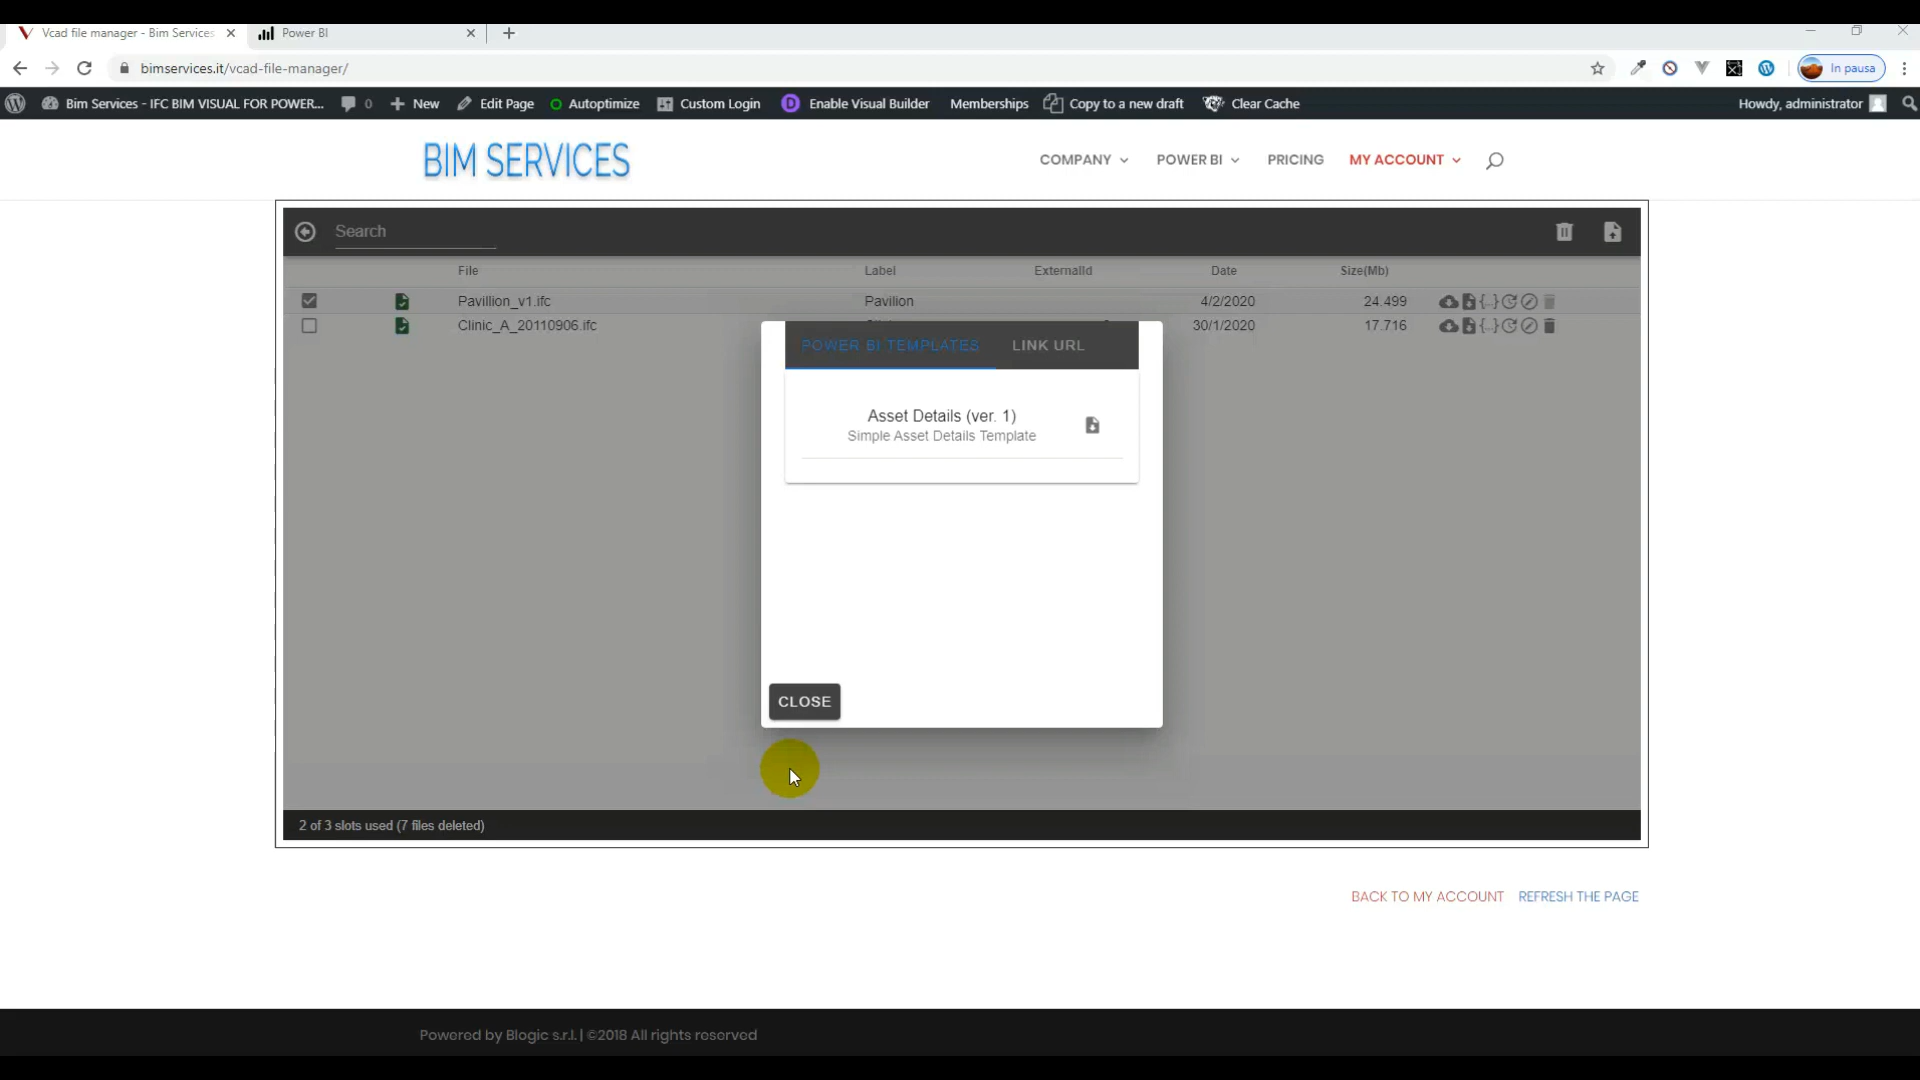 Vcad file manager - Bim Services
Power BI
bimservices.it/vcad-file-manager/
In pausa
Bim Services - IFC BIM VISUAL FOR POWER...
0
New
Edit Page
Autoptimize
Custom Login
Enable Visual Builder
Memberships
Copy to a new draft
Clear Cache
Howdy, administrator
BIM SERVICES
COMPANY
POWER BI
PRICING
MY ACCOUNT
Search
File Label ExternalId Date Size(Mb)
Pavillion_v1.ifc Pavilion 4/2/2020 24.499
Clinic_A_20110906.ifc 30/1/2020 17.716
POWER BI TEMPLATES LINK URL
Asset Details (ver. 1)
Simple Asset Details Template
CLOSE
2 of 3 slots used (7 files deleted)
BACK TO MY ACCOUNT REFRESH THE PAGE
Powered by Blogic s.r.l. | ©2018 All rights reserved